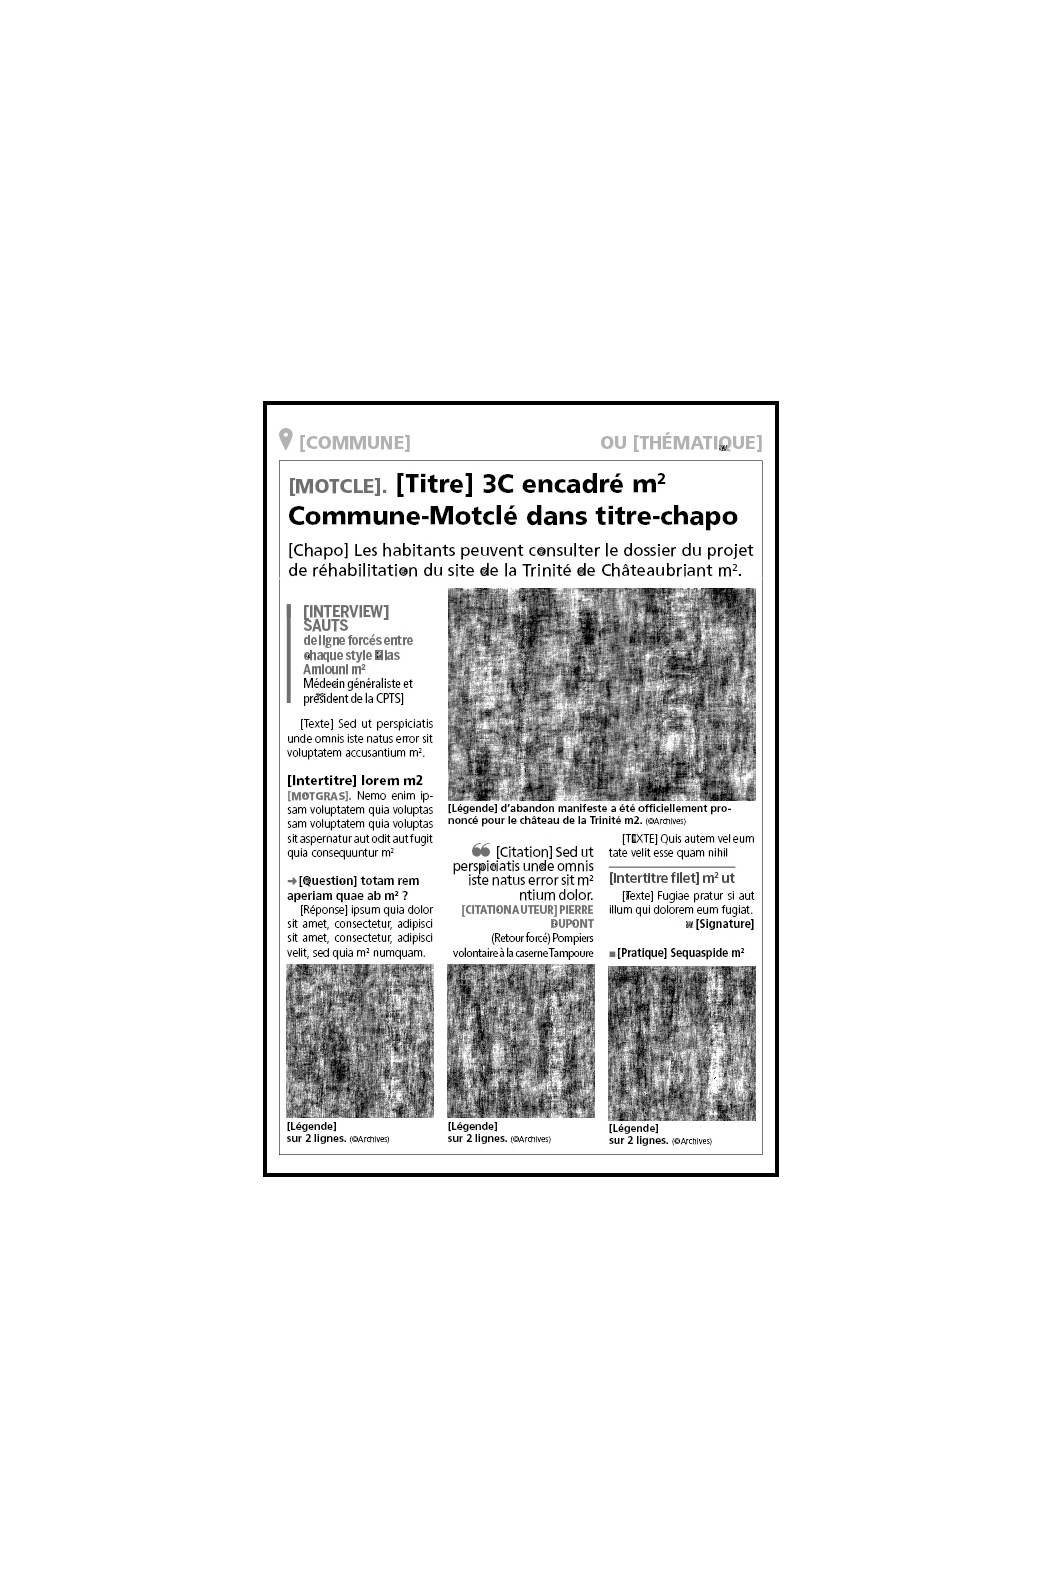 [COMMUNE]
OU [THÉMATIQUE]
[MOTCLE]. [Titre] 3C encadré m²
Commune-Motclé dans titre-chapo
[Chapo] Les habitants peuvent consulter le dossier du projet
de réhabilitation du site de la Trinité de Châteaubriant m².
[INTERVIEW]
SAUTS
de ligne forcés entre
chaque style Elias
Amlouni m²
Médecin généraliste et
président de la CPTS]
[Texte] Sed ut perspiciatis
unde omnis iste natus error sit
voluptatem accusantium m².
[Intertitre] lorem m2
[MOTGRAS]. Nemo enim ip-
sam voluptatem quia voluptas
sam voluptatem quia voluptas
sit aspernatur aut odit aut fugit
quia consequuntur m²
➜ [Question] totam rem
aperiam quae ab m² ?
[Réponse] ipsum quia dolor
sit amet, consectetur, adipisci
sit amet, consectetur, adipisci
velit, sed quia m² numquam.
[Légende] d’abandon manifeste a été officiellement pro-
noncé pour le château de la Trinité m2. (©Archives)
❝ [Citation] Sed ut
perspiciatis unde omnis
iste natus error sit m²
ntium dolor.
[CITATION AUTEUR] PIERRE
DUPONT
(Retour forcé) Pompiers
volontaire à la caserne Tampoure
[TEXTE] Quis autem vel eum
tate velit esse quam nihil
[Intertitre filet] m² ut
[Texte] Fugiae pratur si aut
illum qui dolorem eum fugiat.
[Signature]
■ [Pratique] Sequaspide m²
[Légende]
sur 2 lignes. (©Archives)
[Légende]
sur 2 lignes. (©Archives)
[Légende]
sur 2 lignes. (©Archives)